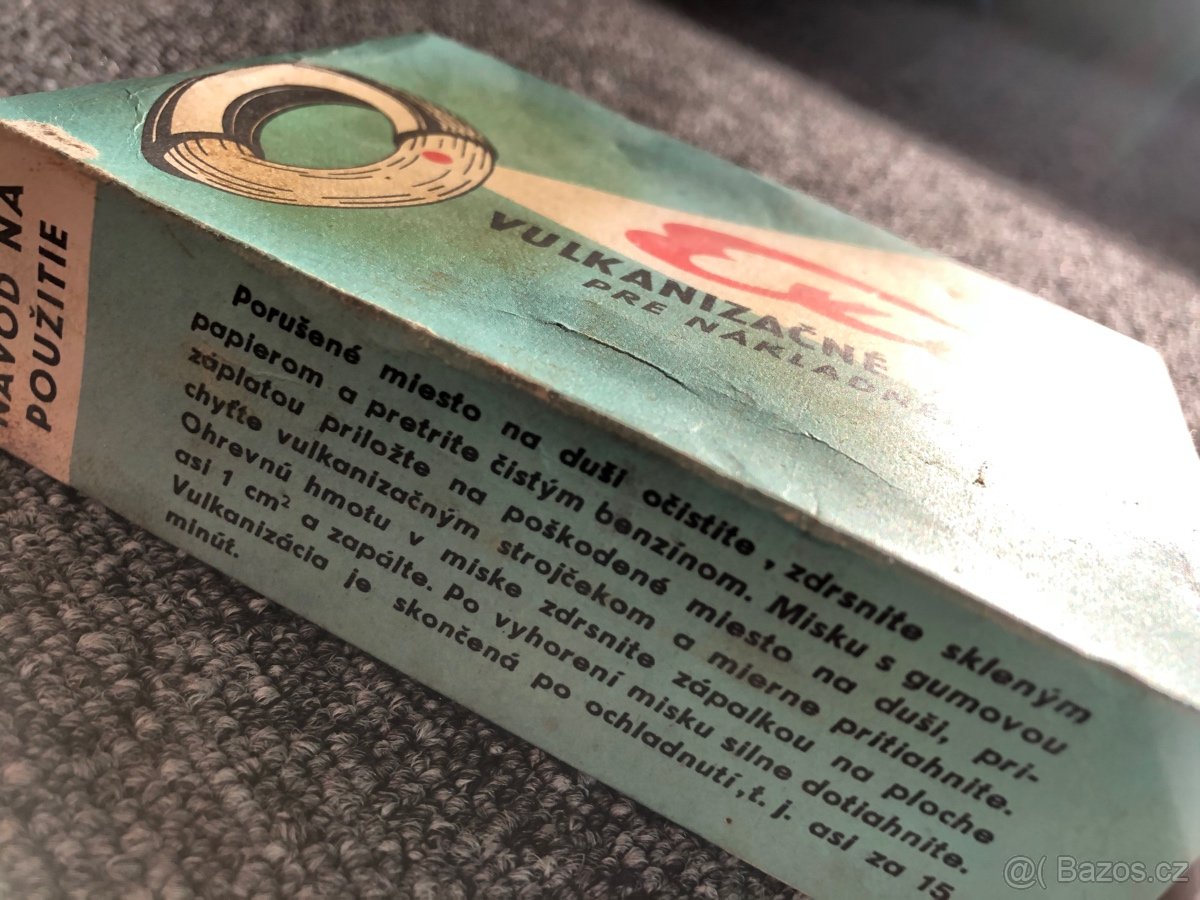 VULKANIZAČNÉ
PRE NÁKLADNÉ
NÁVOD NA
POUŽITIE
Porušené miesto na duši očistite, zdrsnite skleným
papierom a pretrite čistým benzínom. Misku s gumovou
záplatou priložte na poškodené miesto na duši, pri-
chyťte vulkanizačným strojčekom a mierne pritiahnite.
Ohrevnú hmotu v miske zdrsnite zápalkou na ploche
asi 1 cm² a zapálte. Po vyhorení misku silne dotiahnite.
Vulkanizácia je skončená po ochladnutí, t. j. asi za 15
minút.
@( Bazos.cz